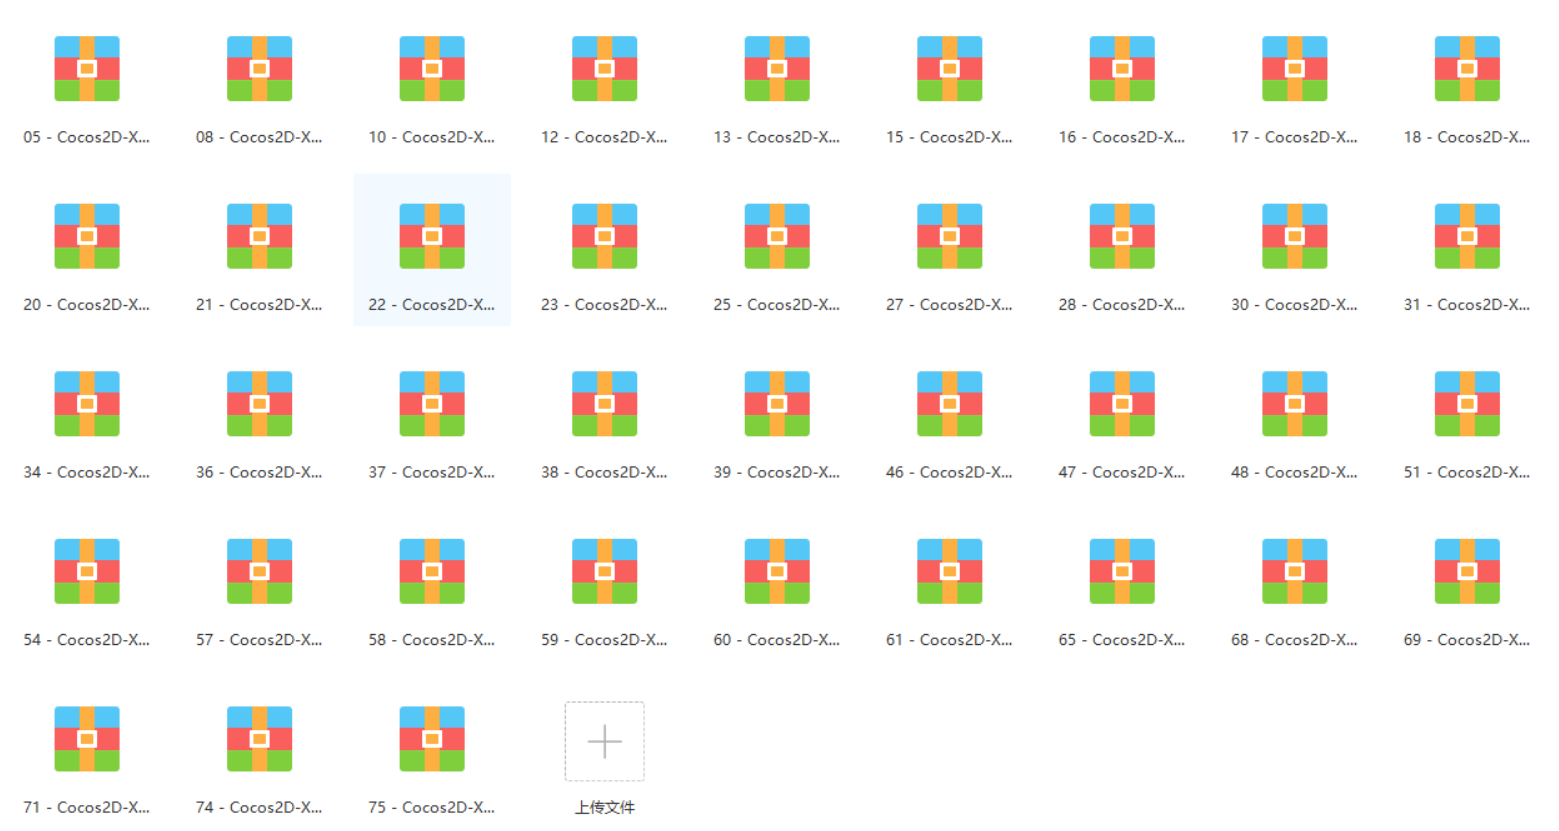 05 - Cocos2D-X...
08 - Cocos2D-X...
10 - Cocos2D-X...
12 - Cocos2D-X...
13 - Cocos2D-X...
15 - Cocos2D-X...
16 - Cocos2D-X...
17 - Cocos2D-X...
18 - Cocos2D-X...
20 - Cocos2D-X...
21 - Cocos2D-X...
22 - Cocos2D-X...
23 - Cocos2D-X...
25 - Cocos2D-X...
27 - Cocos2D-X...
28 - Cocos2D-X...
30 - Cocos2D-X...
31 - Cocos2D-X...
34 - Cocos2D-X...
36 - Cocos2D-X...
37 - Cocos2D-X...
38 - Cocos2D-X...
39 - Cocos2D-X...
46 - Cocos2D-X...
47 - Cocos2D-X...
48 - Cocos2D-X...
51 - Cocos2D-X...
54 - Cocos2D-X...
57 - Cocos2D-X...
58 - Cocos2D-X...
59 - Cocos2D-X...
60 - Cocos2D-X...
61 - Cocos2D-X...
65 - Cocos2D-X...
68 - Cocos2D-X...
69 - Cocos2D-X...
71 - Cocos2D-X...
74 - Cocos2D-X...
75 - Cocos2D-X...
上传文件